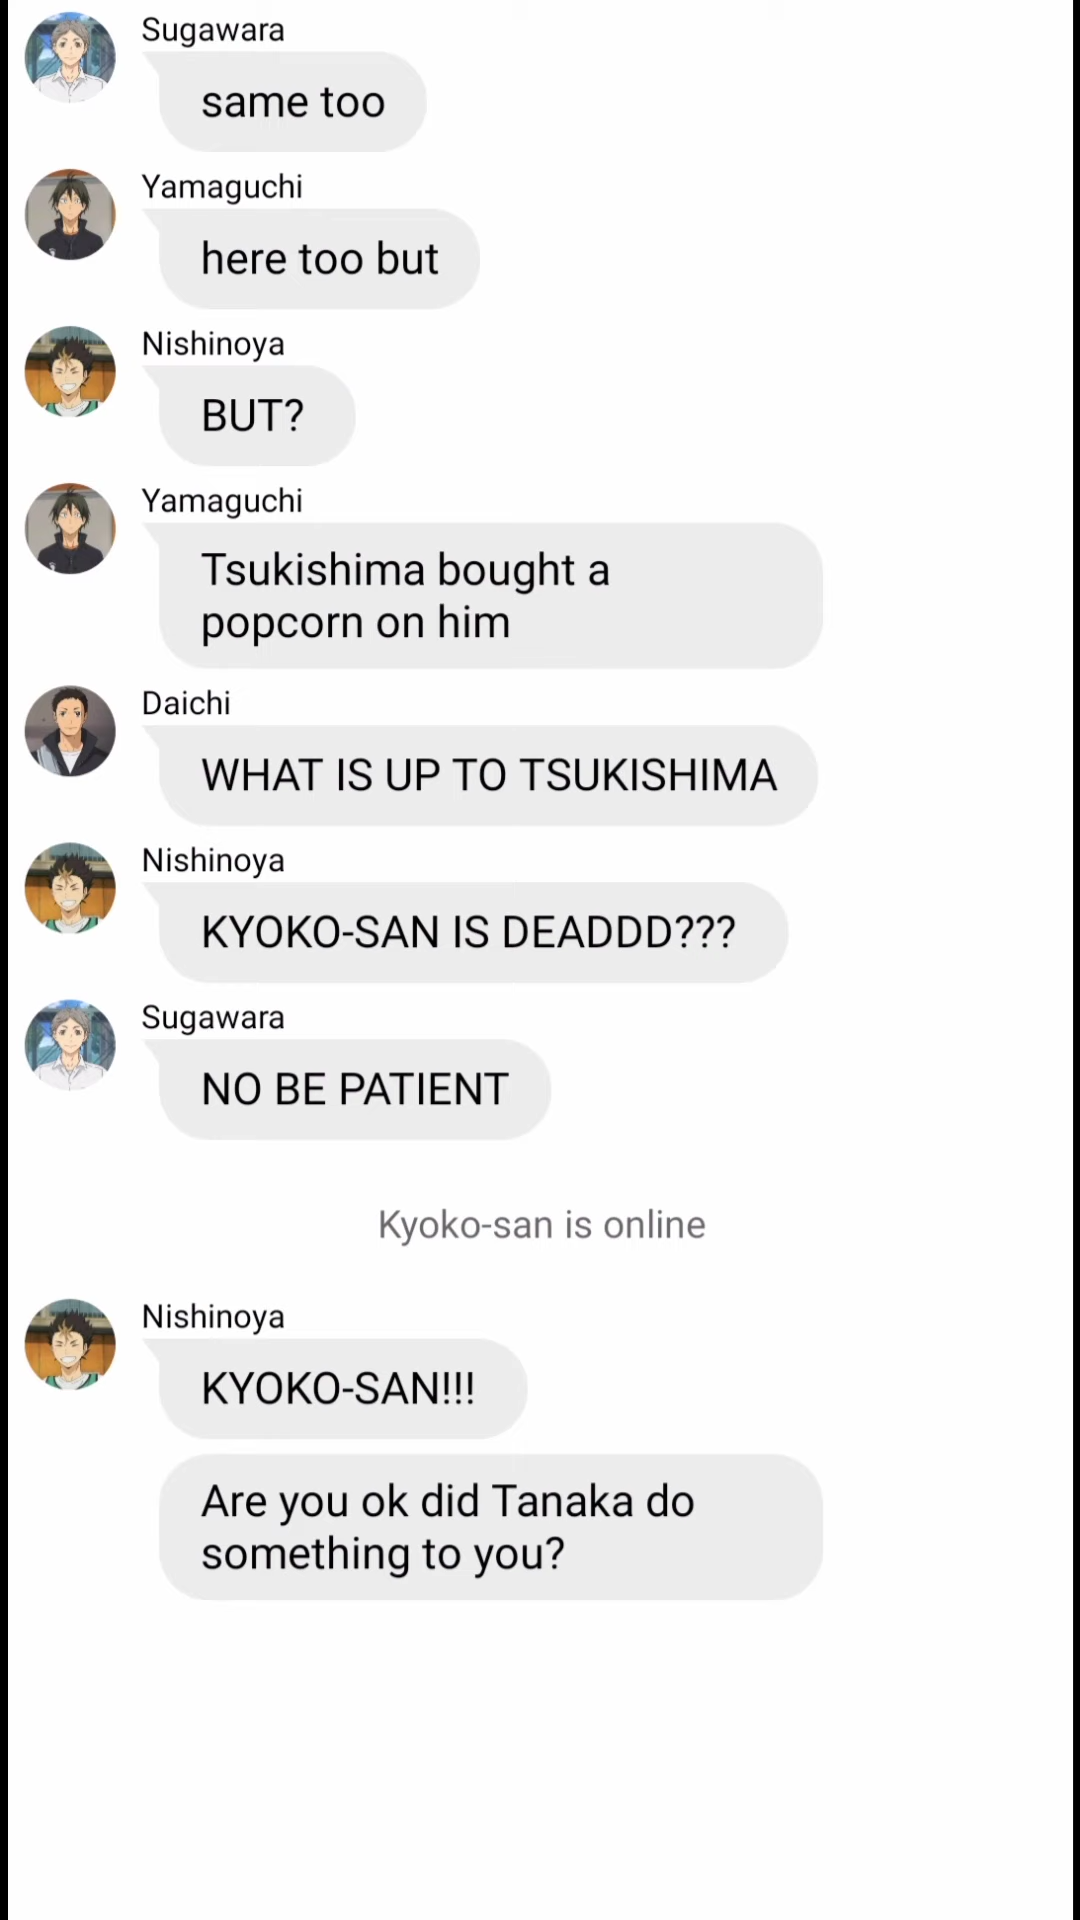 Sugawara
same too
Yamaguchi
here too but
Nishinoya
BUT?
Yamaguchi
Tsukishima bought a
popcorn on him
Daichi
WHAT IS UP TO TSUKISHIMA
Nishinoya
KYOKO-SAN IS DEADDD???
Sugawara
NO BE PATIENT
Kyoko-san is online
Nishinoya
KYOKO-SAN!!!
Are you ok did Tanaka do
something to you?